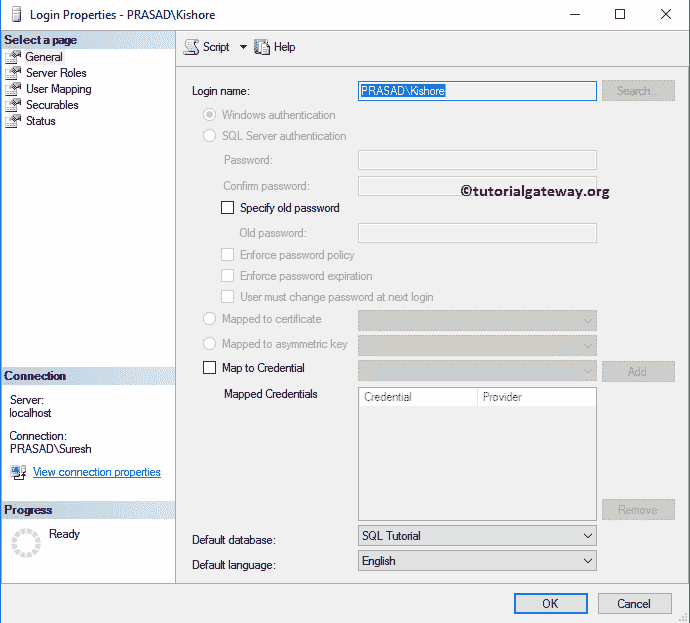 Login Properties - PRASAD\Kishore
Select a page
General
Server Roles
User Mapping
Securables
Status
Connection
Server:
localhost
Connection:
PRASAD\Suresh
View connection properties
Progress
Ready
Script Help
Login name: PRASAD\Kishore Search...
Windows authentication
SQL Server authentication
Password:
Confirm password:
©tutorialgateway.org
Specify old password
Old password:
Enforce password policy
Enforce password expiration
User must change password at next login
Mapped to certificate
Mapped to asymmetric key
Map to Credential Add
Mapped Credentials Credential Provider
Remove
Default database: SQL Tutorial
Default language: English
OK Cancel